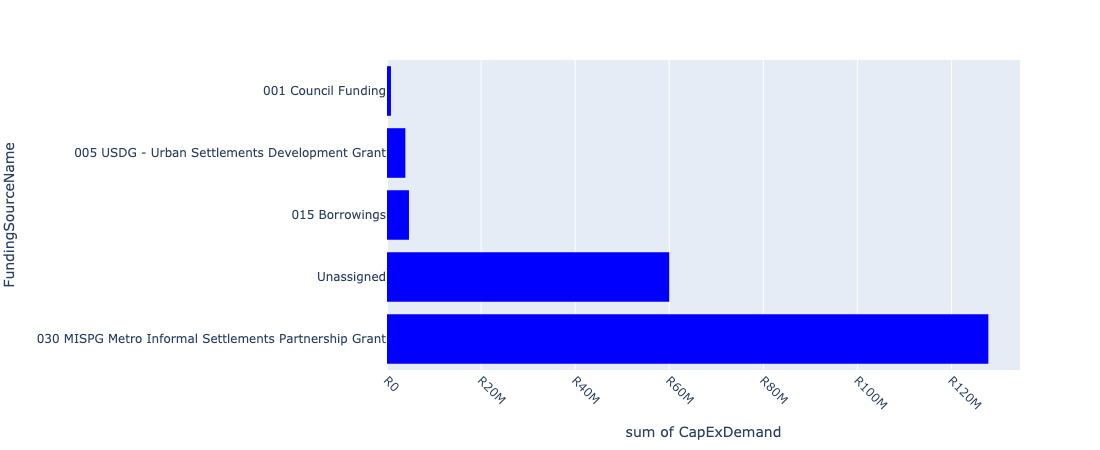 001 Council Funding
005 USDG - Urban Settlements Development Grant
015 Borrowings
Unassigned
030 MISPG Metro Informal Settlements Partnership Grant
FundingSourceName
R0
R20M
R40M
R60M
R80M
R100M
R120M
sum of CapExDemand